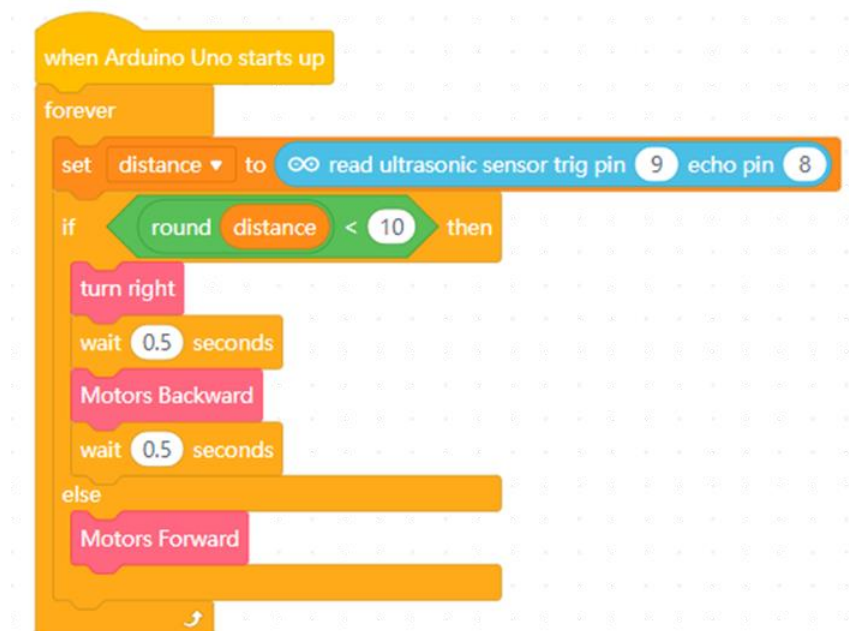 when Arduino Uno starts up
forever
set distance to read ultrasonic sensor trig pin 9 echo pin 8
if round distance < 10 then
turn right
wait 0.5 seconds
Motors Backward
wait 0.5 seconds
else
Motors Forward